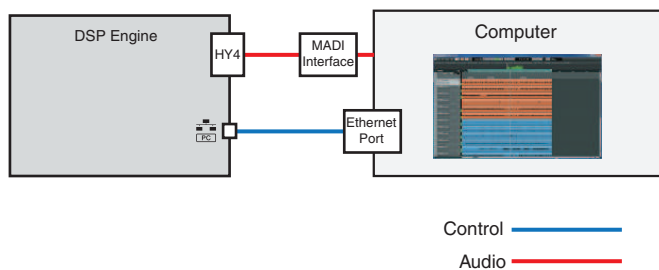 DSP Engine
HY4
MADI
Interface
Computer
PC
Ethernet
Port
Control
Audio